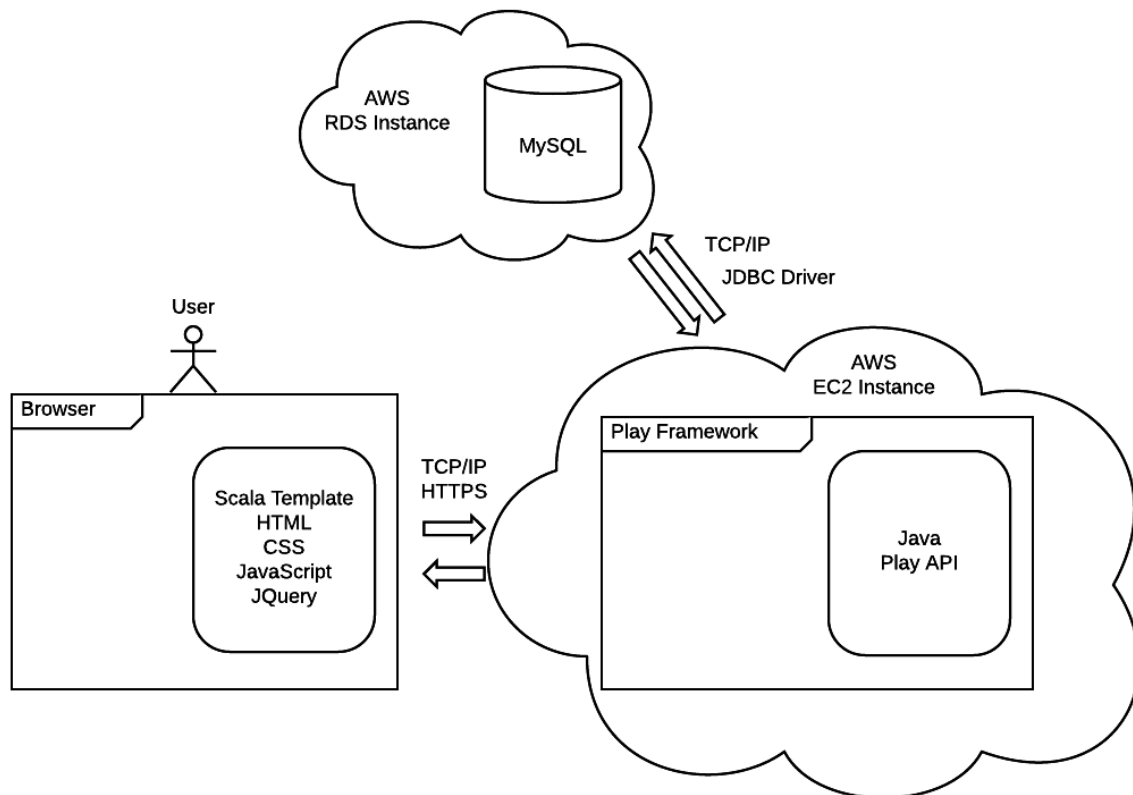 AWS
RDS Instance
MySQL
TCP/IP
JDBC Driver
User
Browser
Scala Template
HTML
CSS
JavaScript
JQuery
TCP/IP
HTTPS
AWS
EC2 Instance
Play Framework
Java
Play API